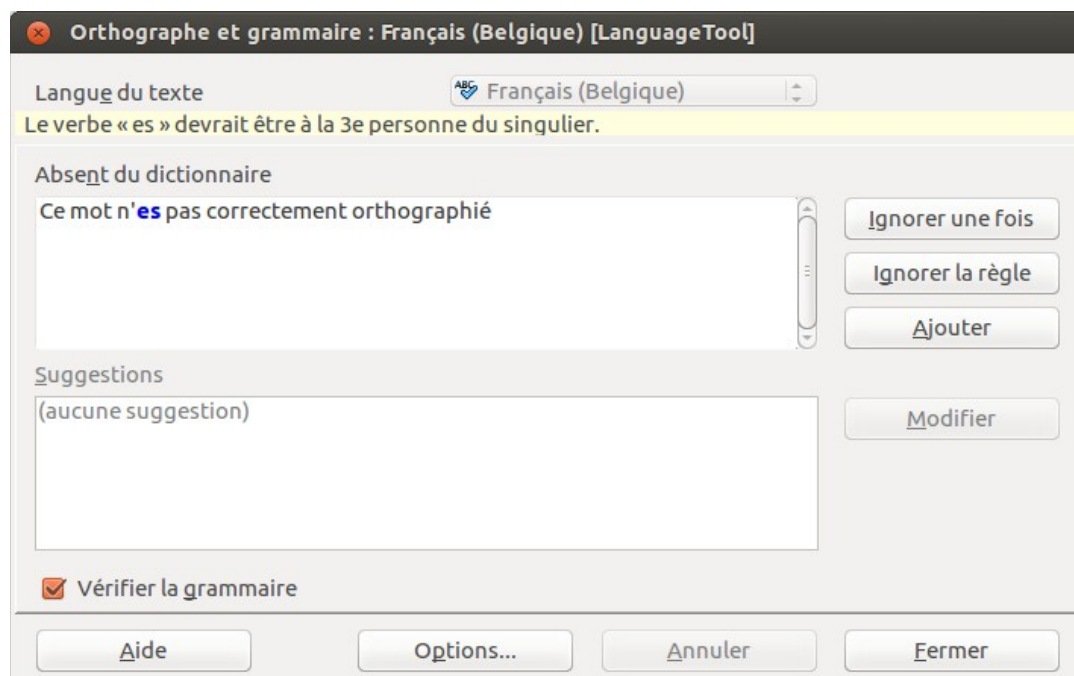 Orthographe et grammaire : Français (Belgique) [LanguageTool]
Langue du texte
Français (Belgique)
Le verbe « es » devrait être à la 3e personne du singulier.
Absent du dictionnaire
Ce mot n'es pas correctement orthographié
Ignorer une fois
Ignorer la règle
Ajouter
Suggestions
(aucune suggestion)
Modifier
Vérifier la grammaire
Aide
Options...
Annuler
Fermer